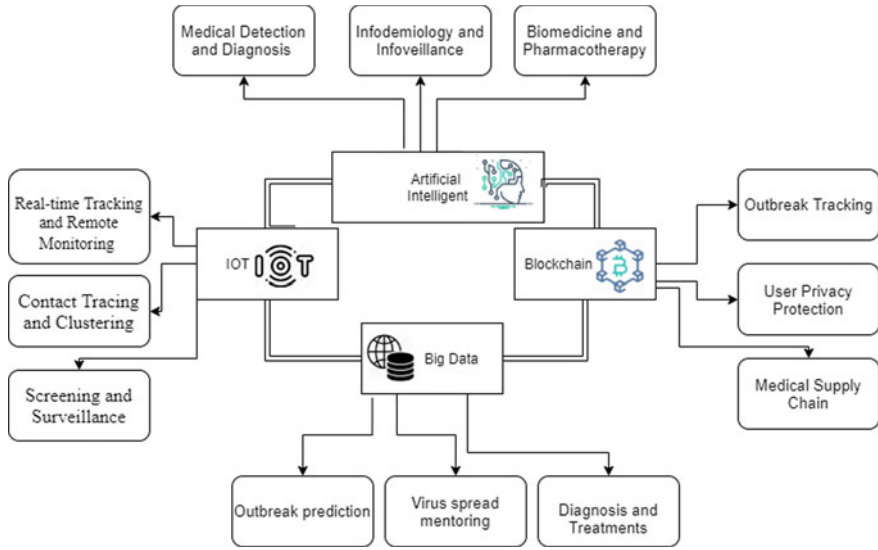 Medical Detection
and Diagnosis
Infodemiology and
Infoveillance
Biomedicine and
Pharmacotherapy
Artificial
Intelligent
Real-time Tracking
and Remote
Monitoring
IOT
IOT
Blockchain
Outbreak Tracking
Contact Tracing
and Clustering
User Privacy
Protection
Big Data
Screening and
Surveillance
Medical Supply
Chain
Outbreak prediction
Virus spread
mentoring
Diagnosis and
Treatments